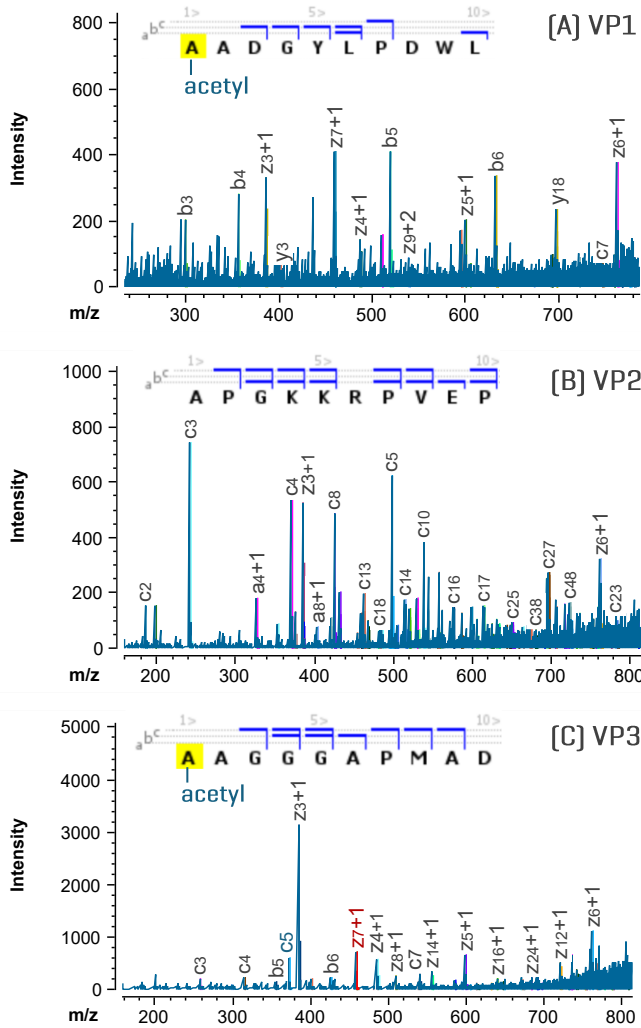 1> 5> 10>
[A] VP1
a b c
A A D G Y L P D W L
acetyl
Intensity
800
600
400
200
0
b3
b4
z3+1
y3
z7+1
z4+1
b5
z9+2
z5+1
b6
y18
c7
z6+1
m/z
300 400 500 600 700
1> 5> 10>
[B] VP2
a b c
A P G K K R P V E P
Intensity
1000
800
600
400
200
0
c2
c3
a4+1
c4
z3+1
a8+1
c8
c13
c18
c5
c14
c10
c16
c17
c25
c38
c27
c48
z6+1
c23
m/z
200 300 400 500 600 700 800
1> 5> 10>
[C] VP3
a b c
A A G G G A P M A D
acetyl
Intensity
5000
4000
3000
2000
1000
0
c3
c4
b5
c5
z3+1
b6
z7+1
z4+1
z8+1
c7
z14+1
z5+1
z16+1
z24+1
z12+1
z6+1
m/z
200 300 400 500 600 700 800